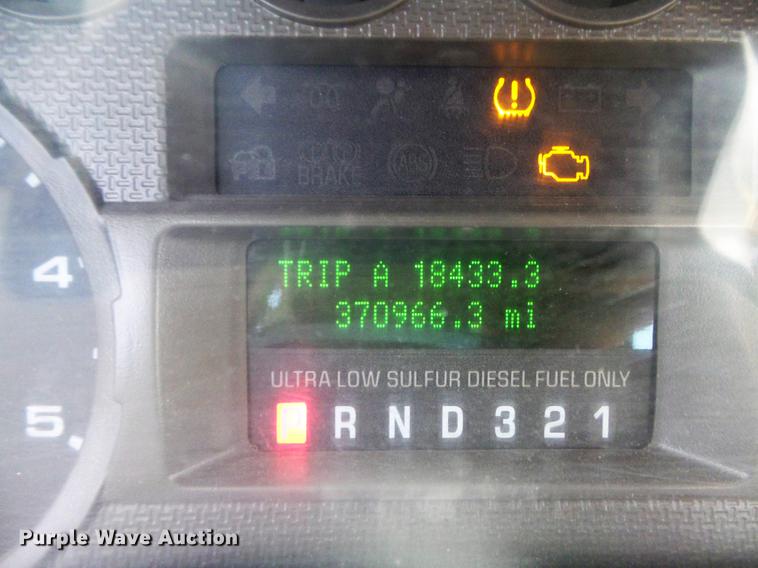 BRAKE
ABS
TRIP A 18433.3
370966.3 mi
ULTRA LOW SULFUR DIESEL FUEL ONLY
P R N D 3 2 1
4
5
Purple Wave Auction